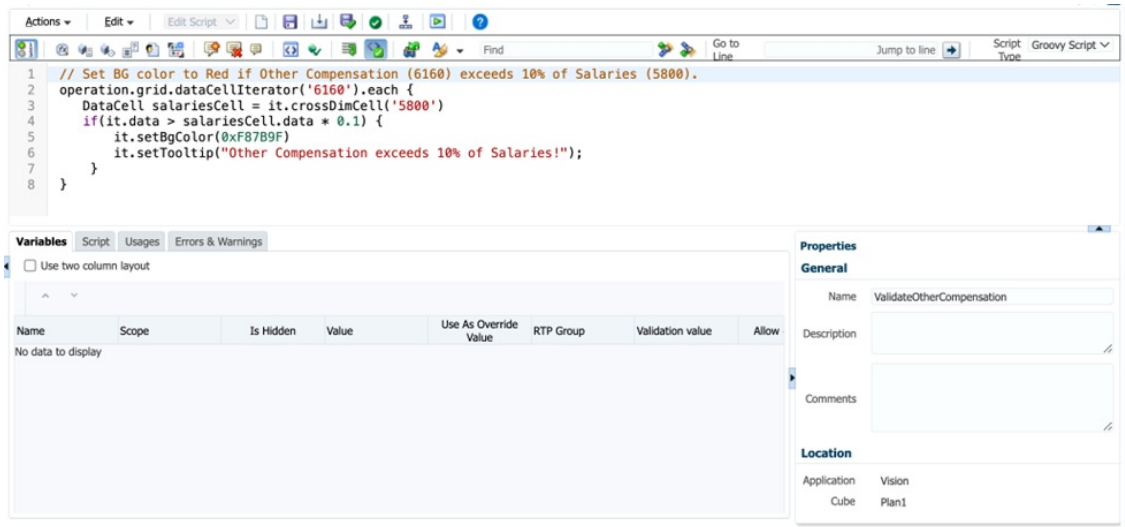 Actions Edit Edit Script
Find Go to Line Jump to line Script Type Groovy Script
1 // Set BG color to Red if Other Compensation (6160) exceeds 10% of Salaries (5800).
2 operation.grid.dataCellIterator('6160').each {
3 DataCell salariesCell = it.crossDimCell('5800')
4 if(it.data > salariesCell.data * 0.1) {
5 it.setBgColor(0xF87B9F)
6 it.setTooltip("Other Compensation exceeds 10% of Salaries!");
7 }
8 }
Variables Script Usages Errors & Warnings
Use two column layout
Name Scope Is Hidden Value Use As Override Value RTP Group Validation value Allow
No data to display
Properties
General
Name ValidateOtherCompensation
Description
Comments
Location
Application Vision
Cube Plan1